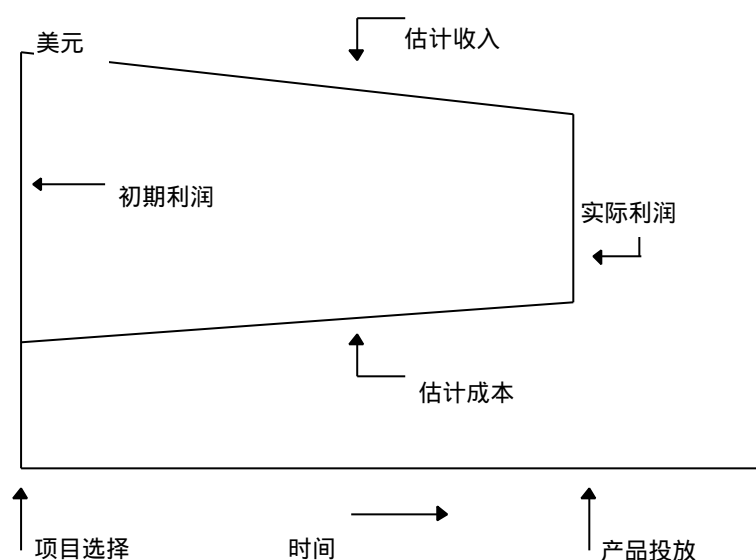 美元
估计收入
初期利润
实际利润
估计成本
项目选择
时间
产品投放